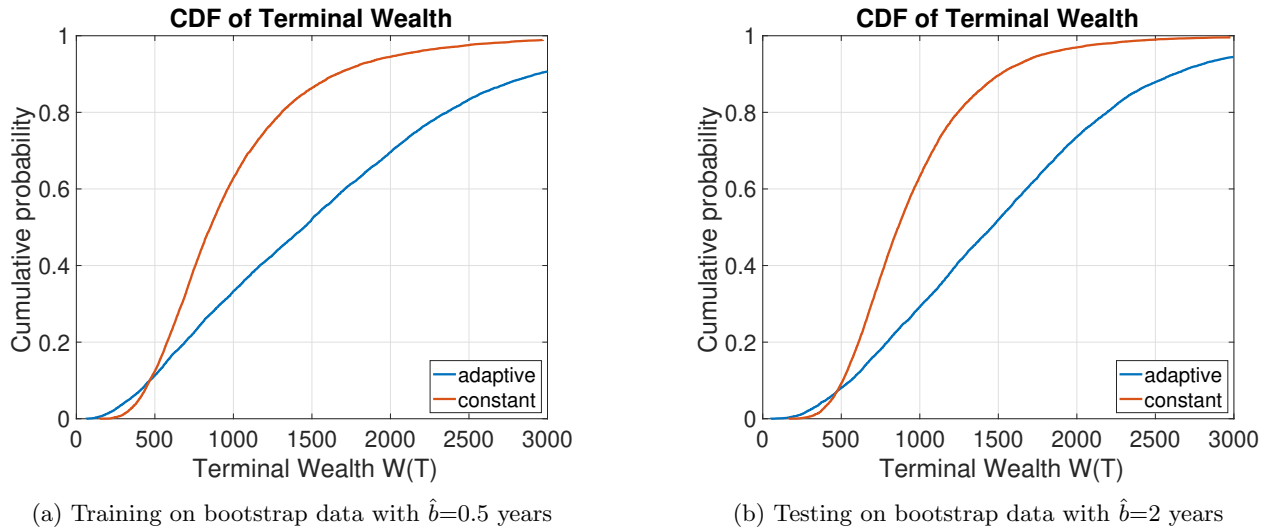 CDF of Terminal Wealth
1
0.8
0.6
0.4
0.2
0
Cumulative probability
0 500 1000 1500 2000 2500 3000
Terminal Wealth W(T)
adaptive
constant
(a) Training on bootstrap data with b̂=0.5 years
CDF of Terminal Wealth
1
0.8
0.6
0.4
0.2
0
Cumulative probability
0 500 1000 1500 2000 2500 3000
Terminal Wealth W(T)
adaptive
constant
(b) Testing on bootstrap data with b̂=2 years